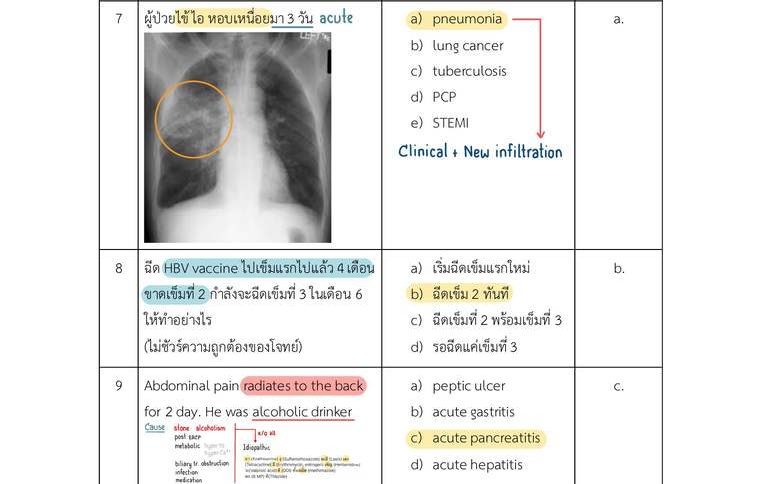 7
ผู้ป่วยไข้ ไอ หอบเหนื่อยมา 3 วัน acute
a) pneumonia
b) lung cancer
c) tuberculosis
d) PCP
e) STEMI
Clinical + New infiltration
a.
8
ฉีด HBV vaccine ไปเข็มแรกไปแล้ว 4 เดือน
ขาดเข็มที่ 2 กำลังจะฉีดเข็มที่ 3 ในเดือน 6
ให้ทำอย่างไร
(ไม่ชัวร์ความถูกต้องของโจทย์)
a) เริ่มฉีดเข็มแรกใหม่
b) ฉีดเข็ม 2 ทันที
c) ฉีดเข็มที่ 2 พร้อมเข็มที่ 3
d) รอฉีดแค่เข็มที่ 3
b.
9
Abdominal pain radiates to the back
for 2 day. He was alcoholic drinker
Cause stone alcoholism
post ERCP
metabolic
biliary tr. obstruction
infection
medication
Idiopathic
a) peptic ulcer
b) acute gastritis
c) acute pancreatitis
d) acute hepatitis
c.